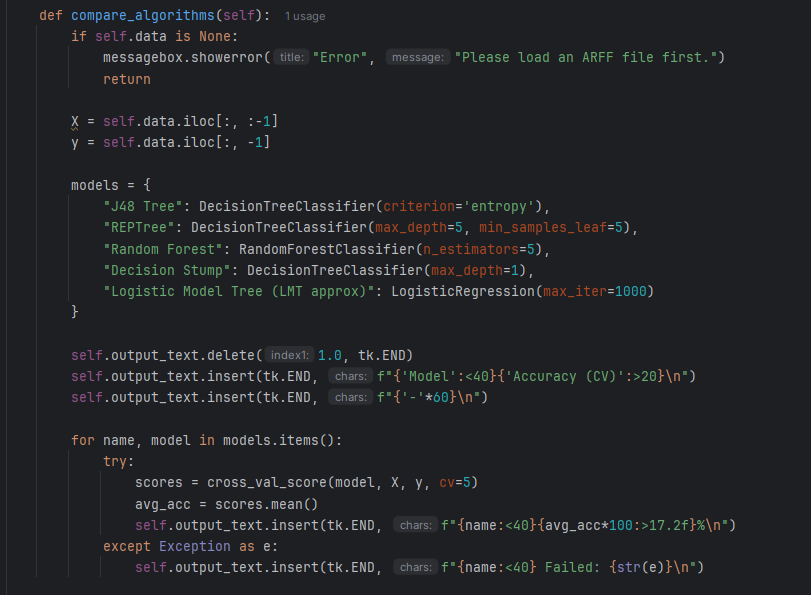 def compare_algorithms(self): 1 usage
if self.data is None:
messagebox.showerror( title: "Error", message: "Please load an ARFF file first.")
return
X = self.data.iloc[:, :-1]
y = self.data.iloc[:, -1]
models = {
"J48 Tree": DecisionTreeClassifier(criterion='entropy'),
"REPTree": DecisionTreeClassifier(max_depth=5, min_samples_leaf=5),
"Random Forest": RandomForestClassifier(n_estimators=5),
"Decision Stump": DecisionTreeClassifier(max_depth=1),
"Logistic Model Tree (LMT approx)": LogisticRegression(max_iter=1000)
}
self.output_text.delete( index1: 1.0, tk.END)
self.output_text.insert(tk.END, chars: f"{'Model':<40}{'Accuracy (CV)':>20}\n")
self.output_text.insert(tk.END, chars: f"{'-'*60}\n")
for name, model in models.items():
try:
scores = cross_val_score(model, X, y, cv=5)
avg_acc = scores.mean()
self.output_text.insert(tk.END, chars: f"{name:<40}{avg_acc*100:>17.2f}%\n")
except Exception as e:
self.output_text.insert(tk.END, chars: f"{name:<40} Failed: {str(e)}\n")